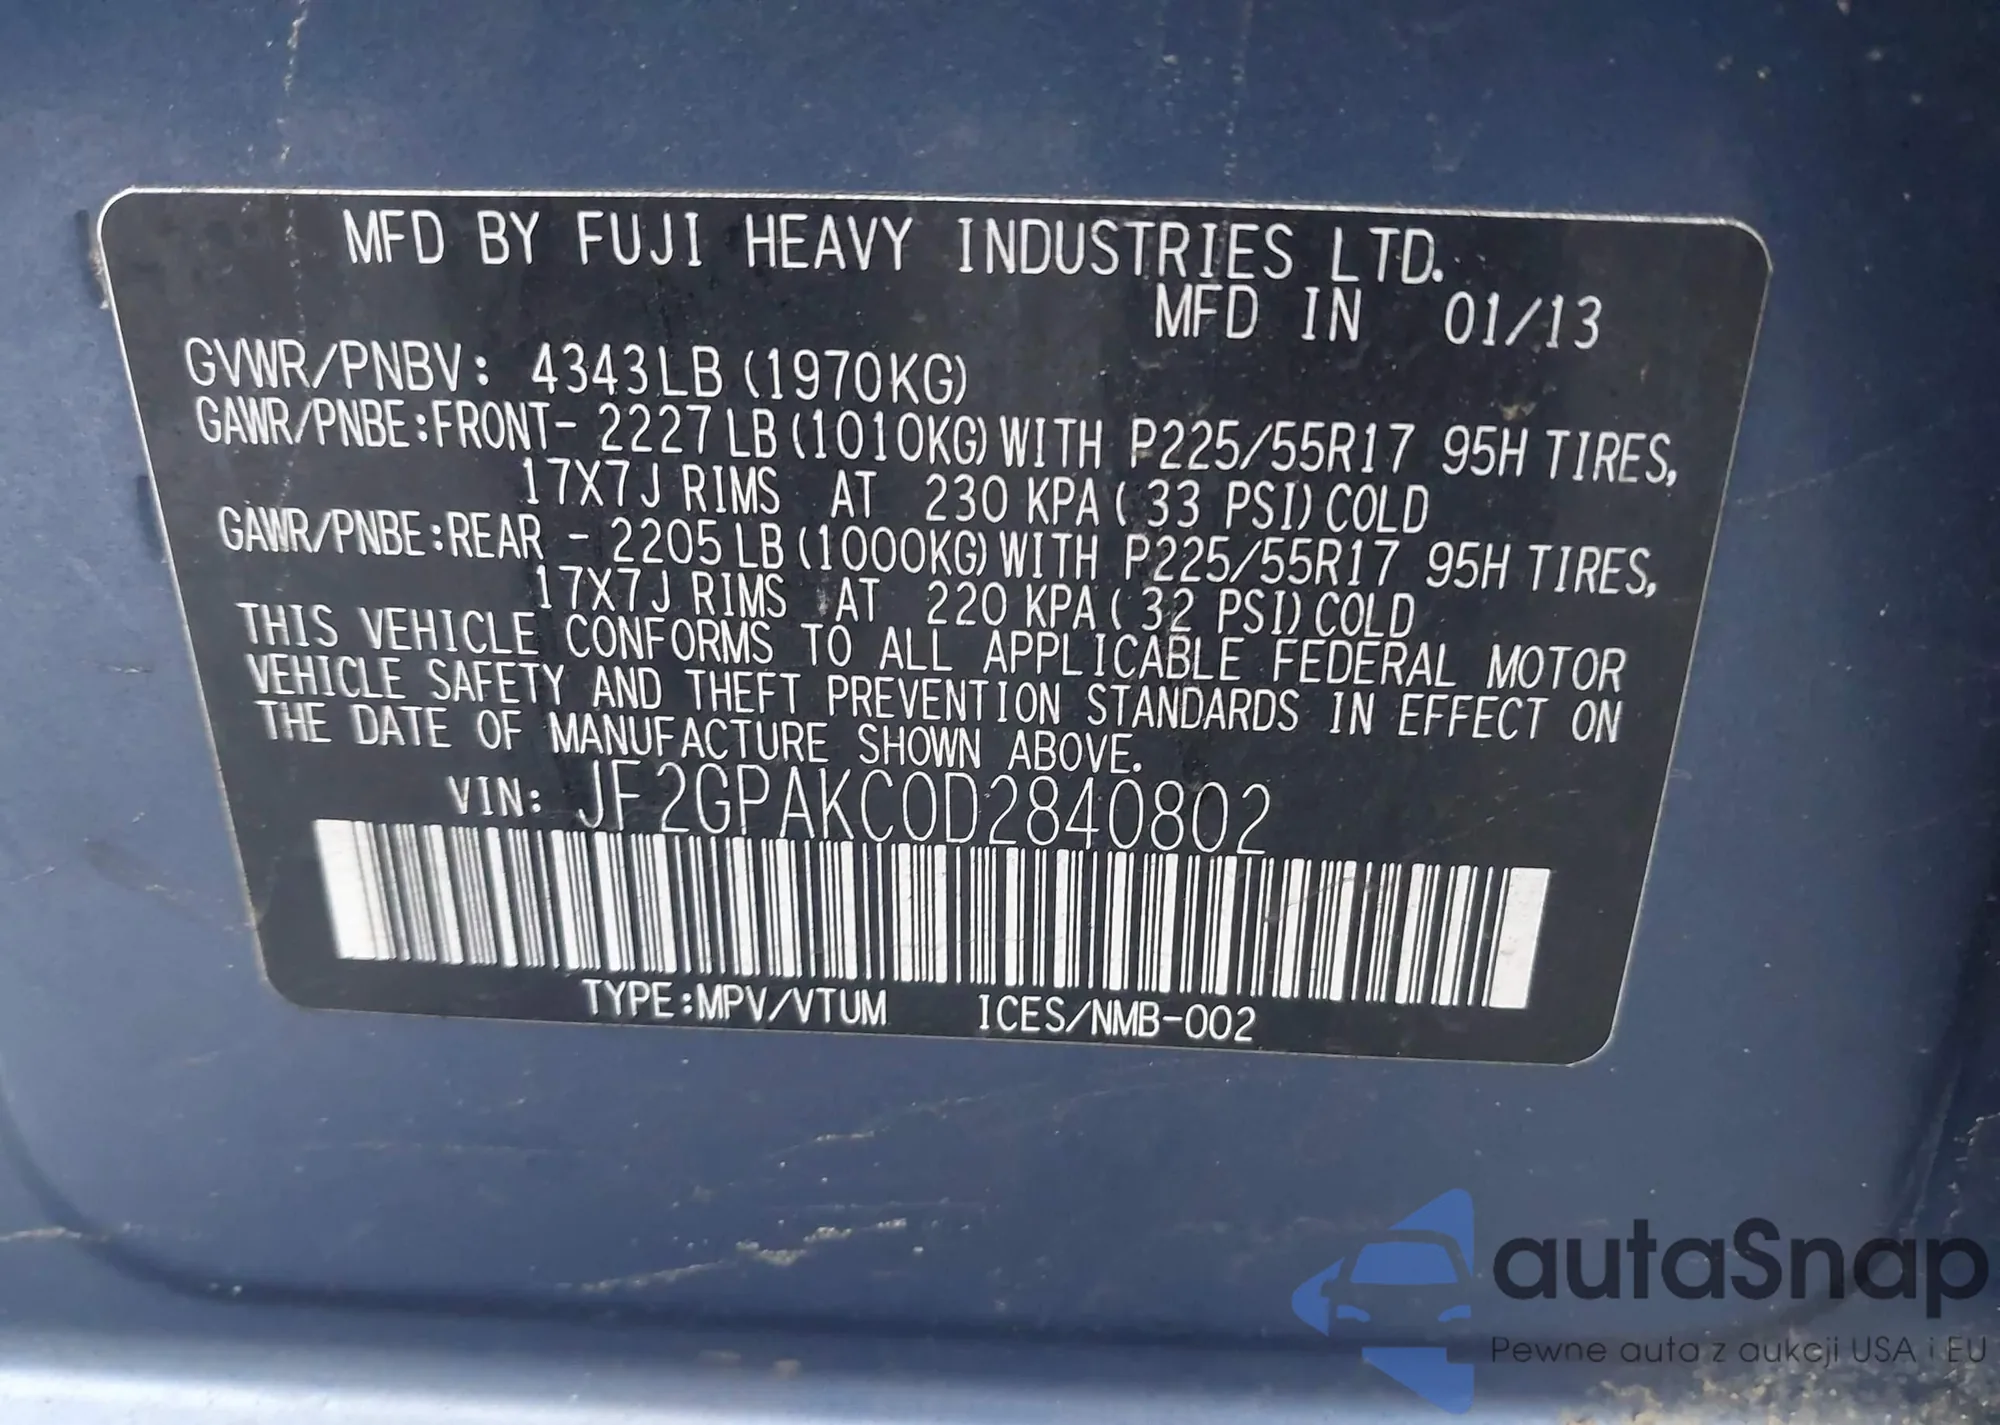 MFD BY FUJI HEAVY INDUSTRIES LTD.
MFD IN 01/13
GVWR/PNBV: 4343LB (1970KG)
GAWR/PNBE:FRONT- 2227 LB (1010KG) WITH P225/55R17 95H TIRES,
17X7J RIMS AT 230 KPA ( 33 PSI) COLD
GAWR/PNBE:REAR - 2205 LB (1000KG) WITH P225/55R17 95H TIRES,
17X7J RIMS AT 220 KPA ( 32 PSI) COLD
THIS VEHICLE CONFORMS TO ALL APPLICABLE FEDERAL MOTOR
VEHICLE SAFETY AND THEFT PREVENTION STANDARDS IN EFFECT ON
THE DATE OF MANUFACTURE SHOWN ABOVE.
VIN: JF2GPAKC0D2840802
TYPE:MPV/VTUM ICES/NMB-002
autaSnap
Pewne auta z aukcji USA i EU